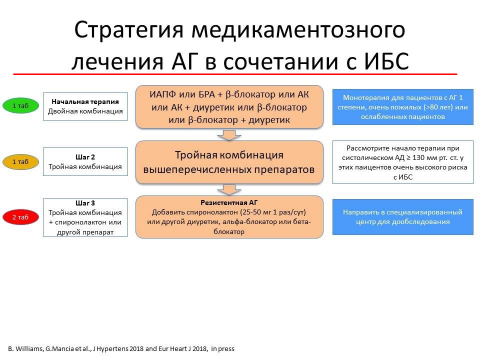 Стратегия медикаментозного
лечения АГ в сочетании с ИБС
1 таб
Начальная терапия
Двойная комбинация
ИАПФ или БРА + β-блокатор или АК
или АК + диуретик или β-блокатор
или β-блокатор + диуретик
Монотерапия для пациентов с АГ 1
степени, очень пожилых (>80 лет) или
ослабленных пациентов
1 таб
Шаг 2
Тройная комбинация
Тройная комбинация
вышеперечисленных препаратов
Рассмотрите начало терапии при
систолическом АД ≥ 130 мм рт. ст. у
этих паицентов очень высокого риска
с ИБС
2 таб
Шаг 3
Тройная комбинация
+ спиронолактон или
другой препарат
Резистентная АГ
Добавить спиронолактон (25-50 мг 1 раз/сут)
или другой диуретик, альфа-блокатор или бета-
блокатор
Направить в специализированный
центр для дообследования
B. Williams, G.Mancia et al., J Hypertens 2018 and Eur Heart J 2018, in press